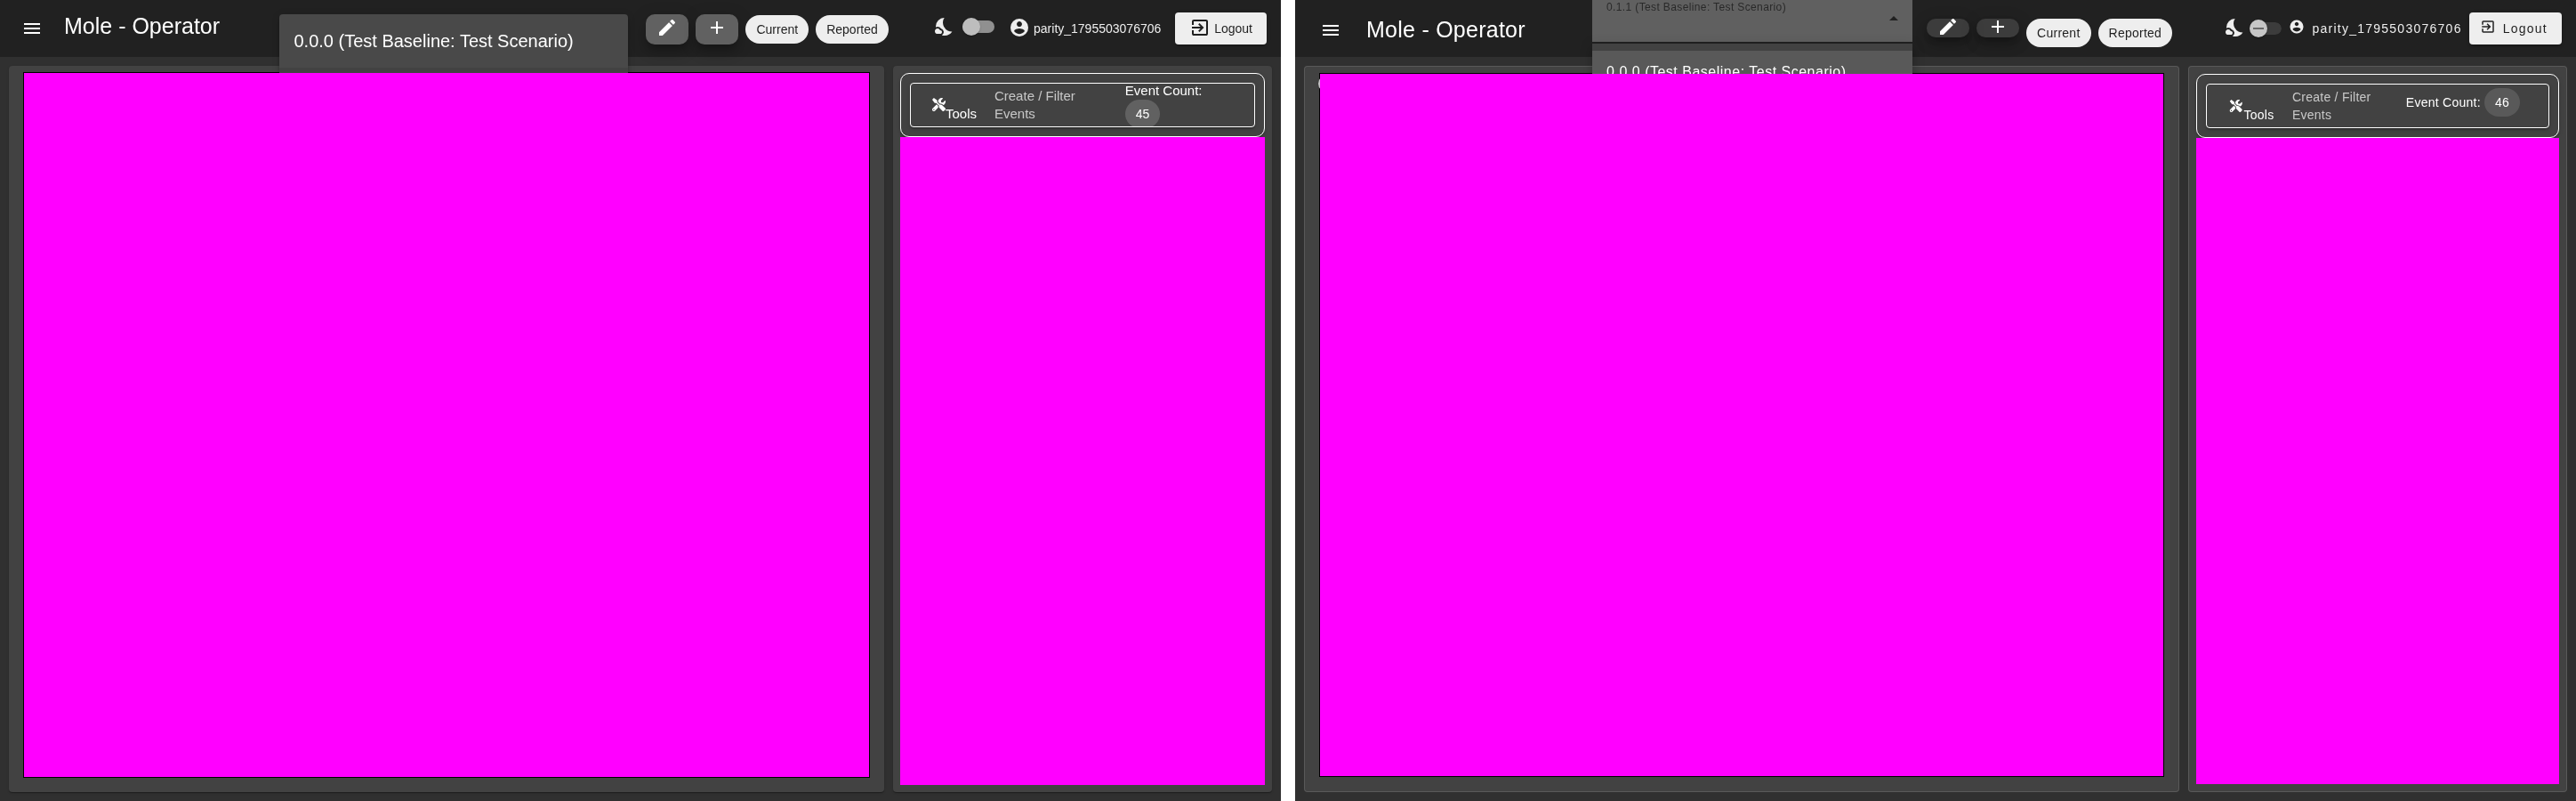 Mole - Operator
0.0.0 (Test Baseline: Test Scenario)
Current
Reported
parity_1795503076706
Logout
Tools
Create / Filter
Events
Event Count:
45
Mole - Operator
0.1.1 (Test Baseline: Test Scenario)
0.0.0 (Test Baseline: Test Scenario)
Current
Reported
parity_1795503076706
Logout
Tools
Create / Filter
Events
Event Count: 46